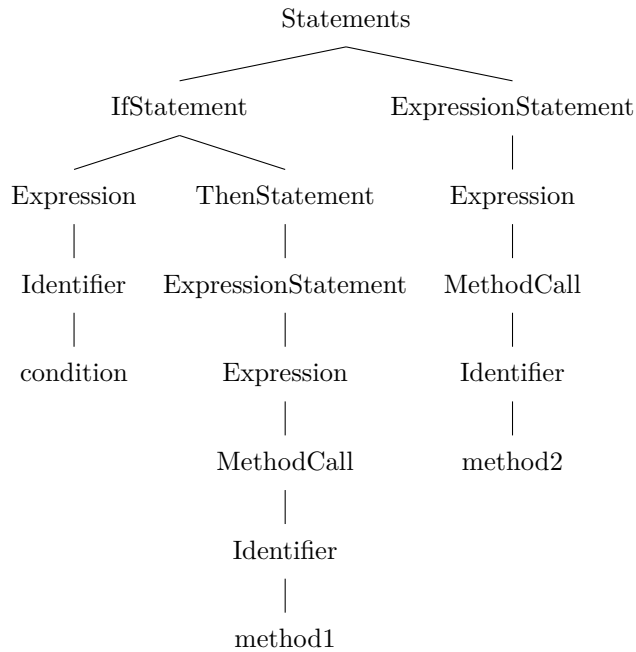 Statements
IfStatement ExpressionStatement
Expression ThenStatement Expression
Identifier ExpressionStatement MethodCall
condition Expression Identifier
MethodCall method2
Identifier
method1